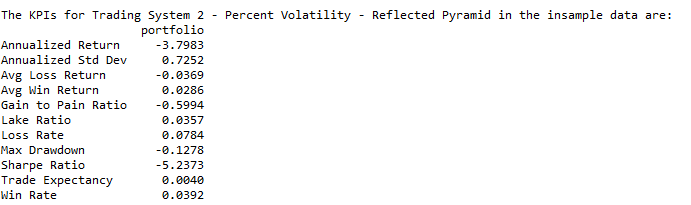 The KPIs for Trading System 2 - Percent Volatility - Reflected Pyramid in the insample data are:
portfolio
Annualized Return -3.7983
Annualized Std Dev 0.7252
Avg Loss Return -0.0369
Avg Win Return 0.0286
Gain to Pain Ratio -0.5994
Lake Ratio 0.0357
Loss Rate 0.0784
Max Drawdown -0.1278
Sharpe Ratio -5.2373
Trade Expectancy 0.0040
Win Rate 0.0392